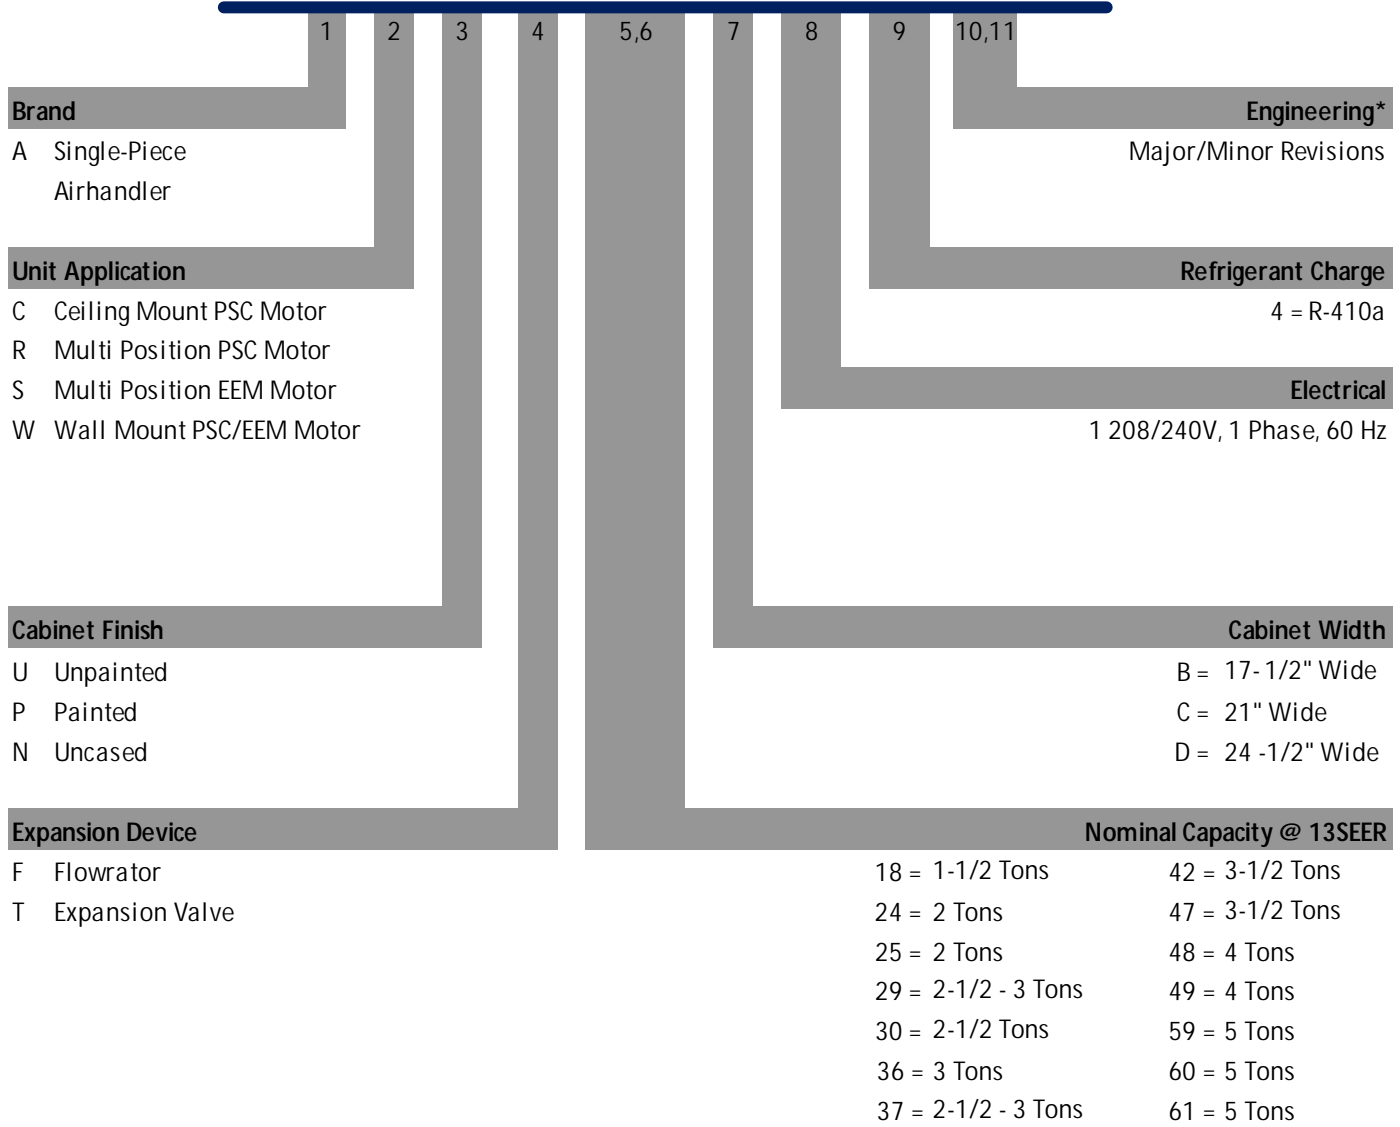 1 2 3 4 5,6 7 8 9 10,11
Brand
A Single-Piece
Airhandler
Engineering*
Major/Minor Revisions
Unit Application
C Ceiling Mount PSC Motor
R Multi Position PSC Motor
S Multi Position EEM Motor
W Wall Mount PSC/EEM Motor
Refrigerant Charge
4 = R-410a
Electrical
1 208/240V, 1 Phase, 60 Hz
Cabinet Finish
U Unpainted
P Painted
N Uncased
Cabinet Width
B = 17-1/2" Wide
C = 21" Wide
D = 24 -1/2" Wide
Expansion Device
F Flowrator
T Expansion Valve
Nominal Capacity @ 13SEER
18 = 1-1/2 Tons
24 = 2 Tons
25 = 2 Tons
29 = 2-1/2 - 3 Tons
30 = 2-1/2 Tons
36 = 3 Tons
37 = 2-1/2 - 3 Tons
42 = 3-1/2 Tons
47 = 3-1/2 Tons
48 = 4 Tons
49 = 4 Tons
59 = 5 Tons
60 = 5 Tons
61 = 5 Tons